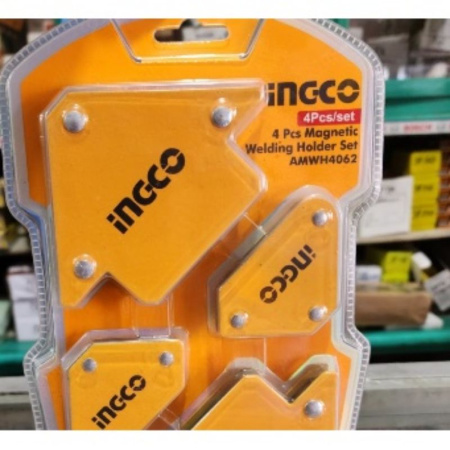 INGCO
4Pcs/set
4 Pcs Magnetic
Welding Holder Set
AMWH4062
INGCO
INGCO
INGCO